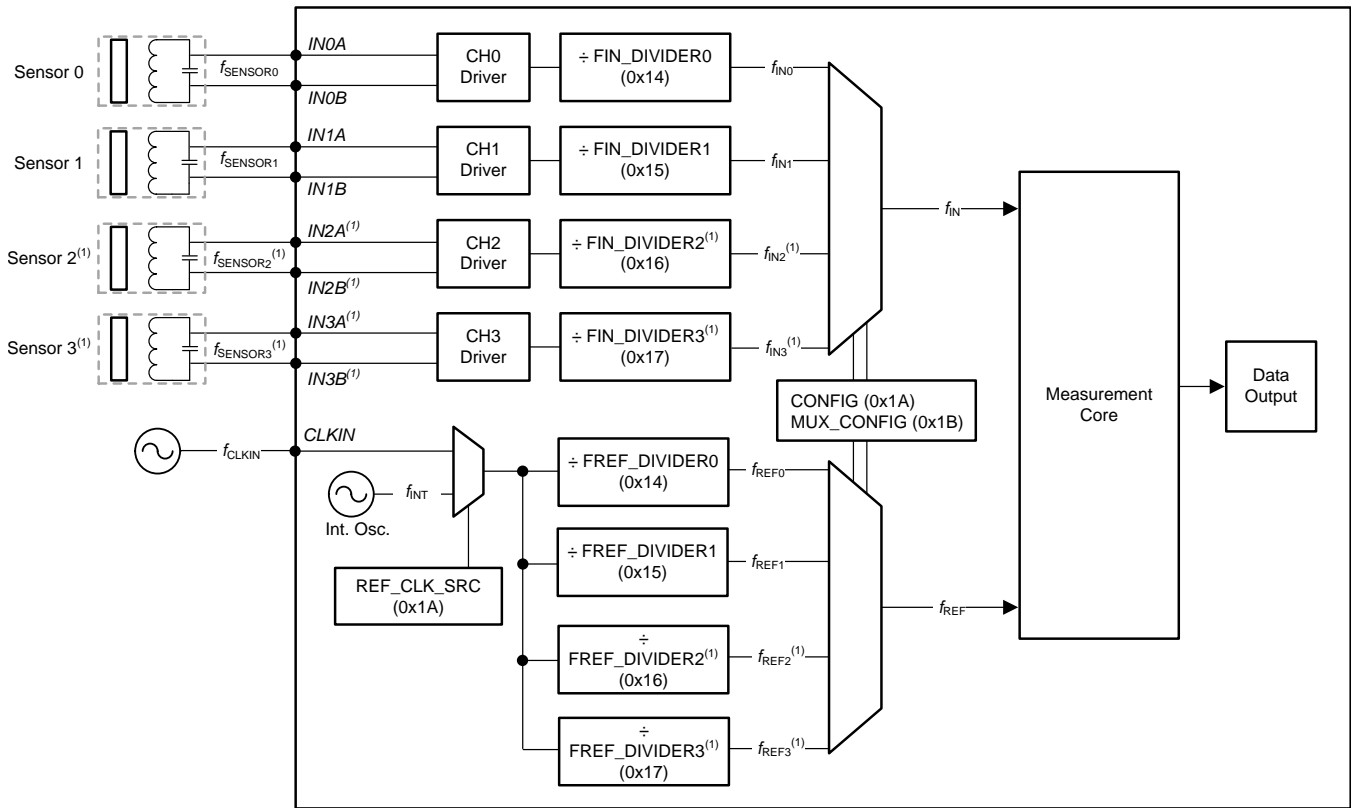 Sensor 0
fSENSOR0
IN0A
IN0B
CH0
Driver
÷ FIN_DIVIDER0
(0x14)
fIN0
Sensor 1
fSENSOR1
IN1A
IN1B
CH1
Driver
÷ FIN_DIVIDER1
(0x15)
fIN1
Sensor 2(1)
fSENSOR2(1)
IN2A(1)
IN2B(1)
CH2
Driver
÷ FIN_DIVIDER2(1)
(0x16)
fIN2(1)
Sensor 3(1)
fSENSOR3(1)
IN3A(1)
IN3B(1)
CH3
Driver
÷ FIN_DIVIDER3(1)
(0x17)
fIN3(1)
fIN
CONFIG (0x1A)
MUX_CONFIG (0x1B)
Measurement
Core
Data
Output
fCLKIN
CLKIN
fINT
Int. Osc.
REF_CLK_SRC
(0x1A)
÷ FREF_DIVIDER0
(0x14)
fREF0
÷ FREF_DIVIDER1
(0x15)
fREF1
÷
FREF_DIVIDER2(1)
(0x16)
fREF2(1)
÷
FREF_DIVIDER3(1)
(0x17)
fREF3(1)
fREF